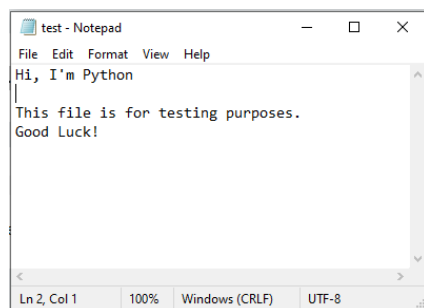 test - Notepad
File Edit Format View Help
Hi, I'm Python

This file is for testing purposes.
Good Luck!
Ln 2, Col 1 100% Windows (CRLF) UTF-8